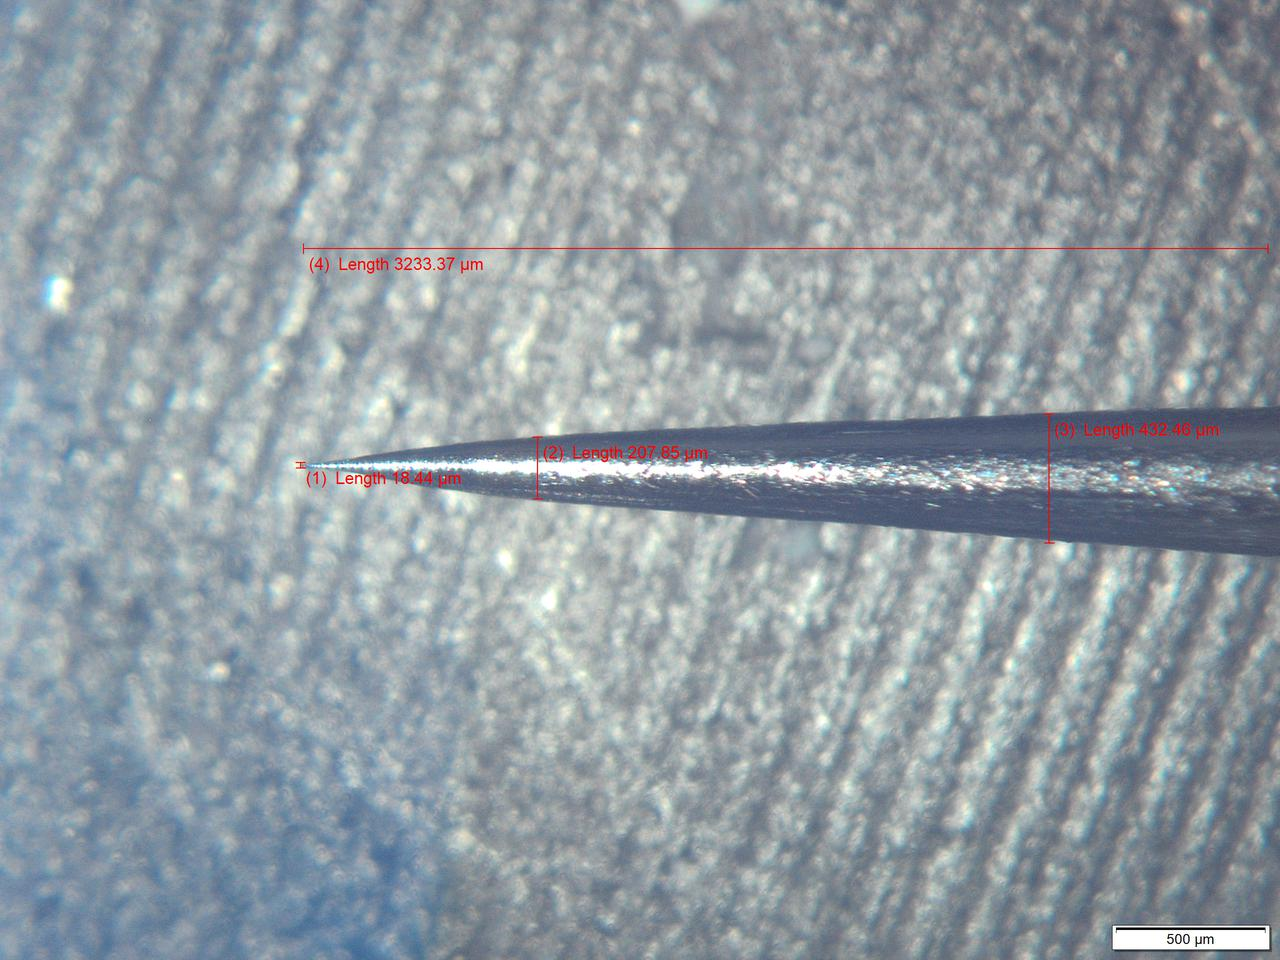 (4) Length 3233.37 µm
(3) Length 432.46 µm
(2) Length 207.85 µm
(1) Length 18.44 µm
500 µm